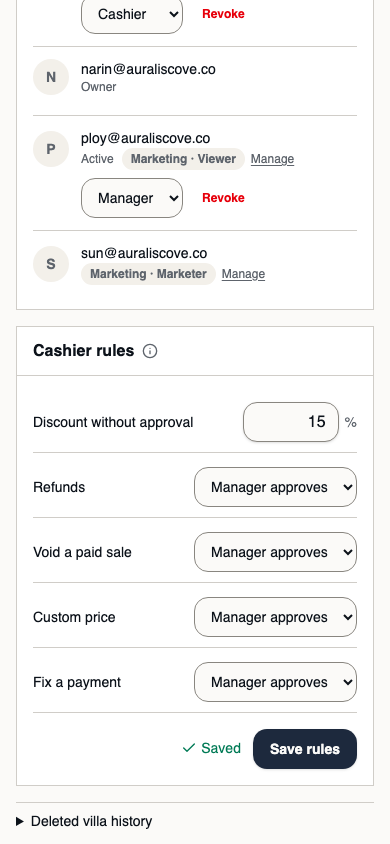 Cashier Revoke
N narin@auraliscove.co
Owner
P ploy@auraliscove.co
Active Marketing · Viewer Manage
Manager Revoke
S sun@auraliscove.co
Marketing · Marketer Manage
Cashier rules
Discount without approval 15 %
Refunds Manager approves
Void a paid sale Manager approves
Custom price Manager approves
Fix a payment Manager approves
Saved Save rules
Deleted villa history